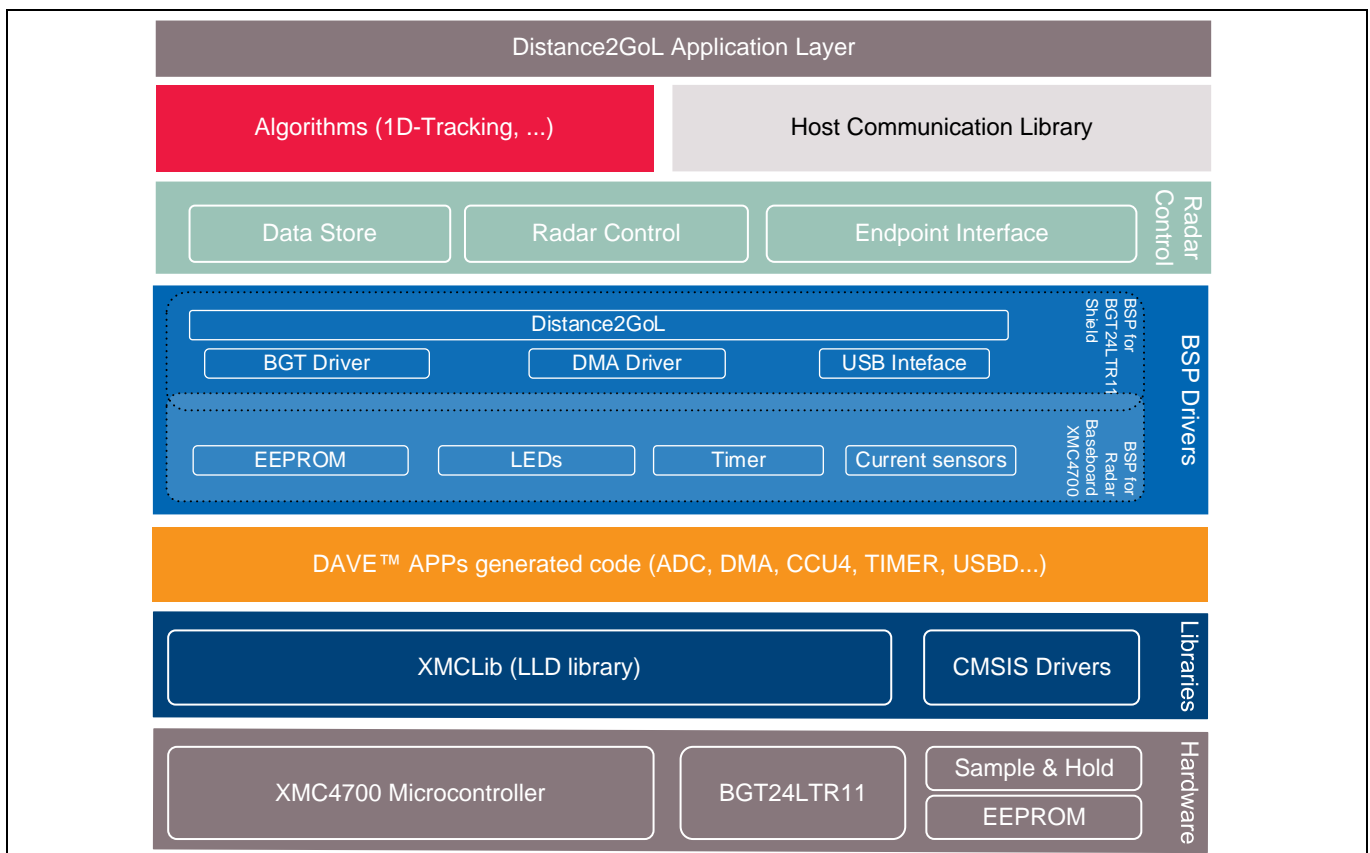 Distance2GoL Application Layer
Algorithms (1D-Tracking, ...)
Host Communication Library
Data Store
Radar Control
Endpoint Interface
Radar
Control
Distance2GoL
BGT Driver
DMA Driver
USB Inteface
BSP for
BGT24LTR11
Shield
EEPROM
LEDs
Timer
Current sensors
BSP for
Radar
Baseboard
XMC4700
BSP Drivers
DAVE™ APPs generated code (ADC, DMA, CCU4, TIMER, USBD...)
XMCLib (LLD library)
CMSIS Drivers
Libraries
XMC4700 Microcontroller
BGT24LTR11
Sample & Hold
EEPROM
Hardware